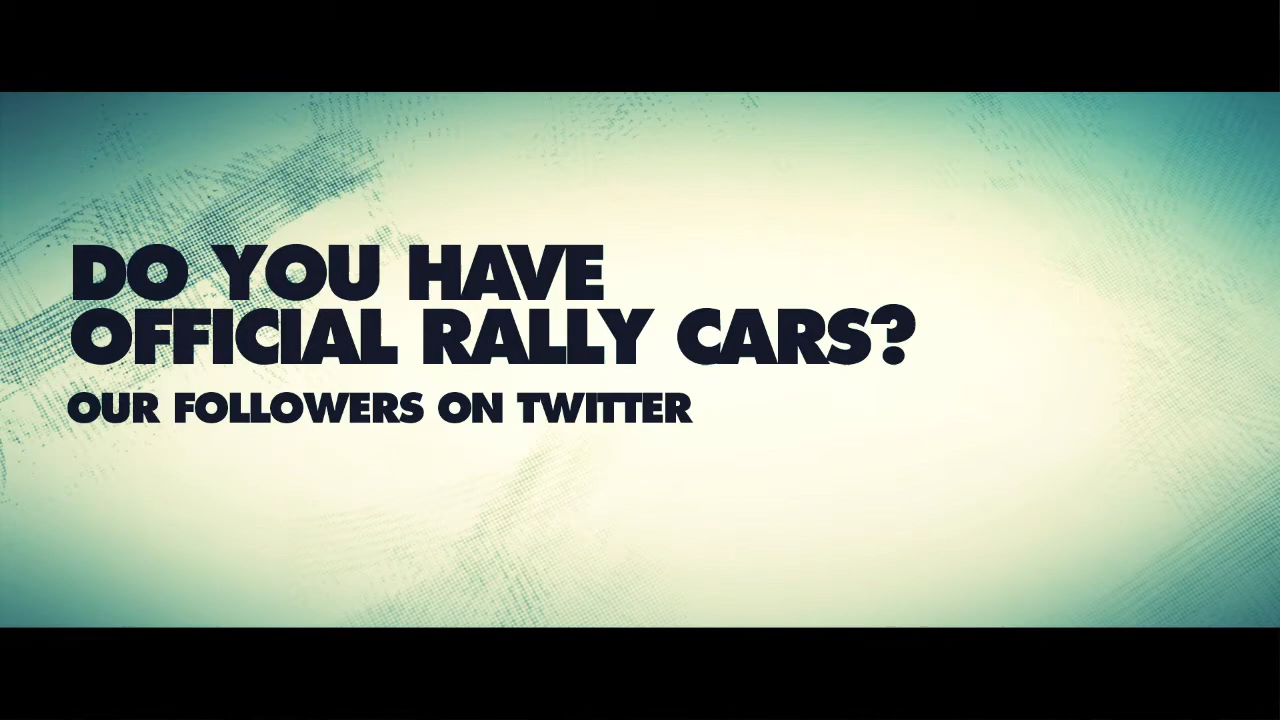 DO YOU HAVE
OFFICIAL RALLY CARS?
OUR FOLLOWERS ON TWITTER